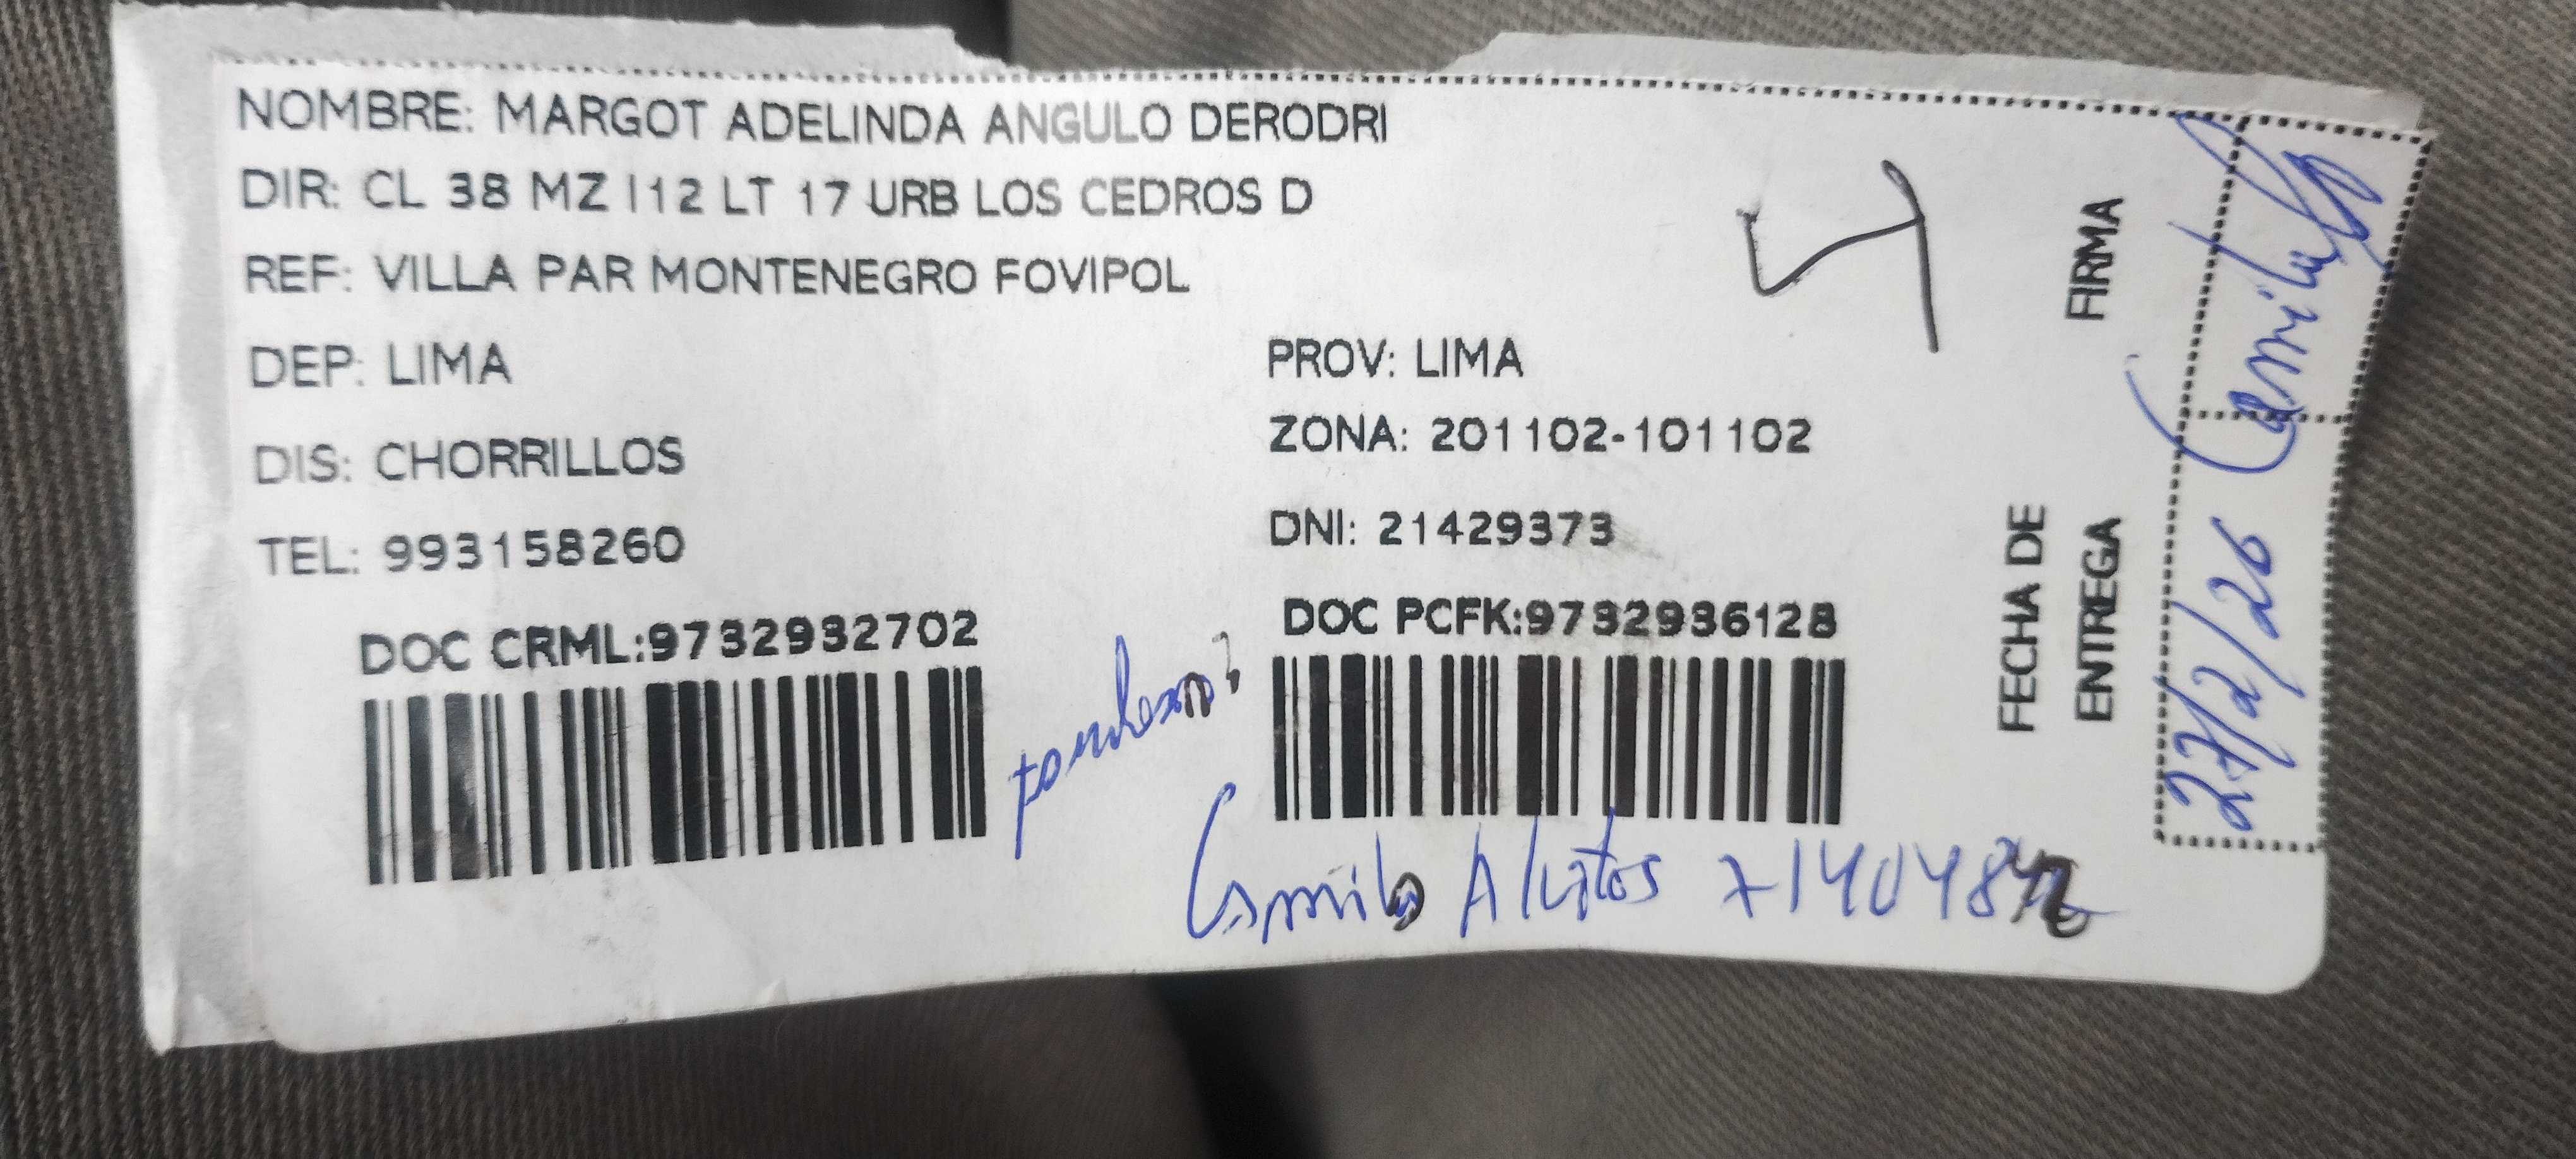 NOMBRE: MARGOT ADELINDA ANGULO DERODRI
DIR: CL 38 MZ I12 LT 17 URB LOS CEDROS D
REF: VILLA PAR MONTENEGRO FOVIPOL
DEP: LIMA
PROV: LIMA
DIS: CHORRILLOS
ZONA: 201102-101102
TEL: 993158260
DNI: 21429373
DOC CRML:9732932702
DOC PCFK:9732936128
Camila
FIRMA
FECHA DE
ENTREGA
27/2/26
Camila